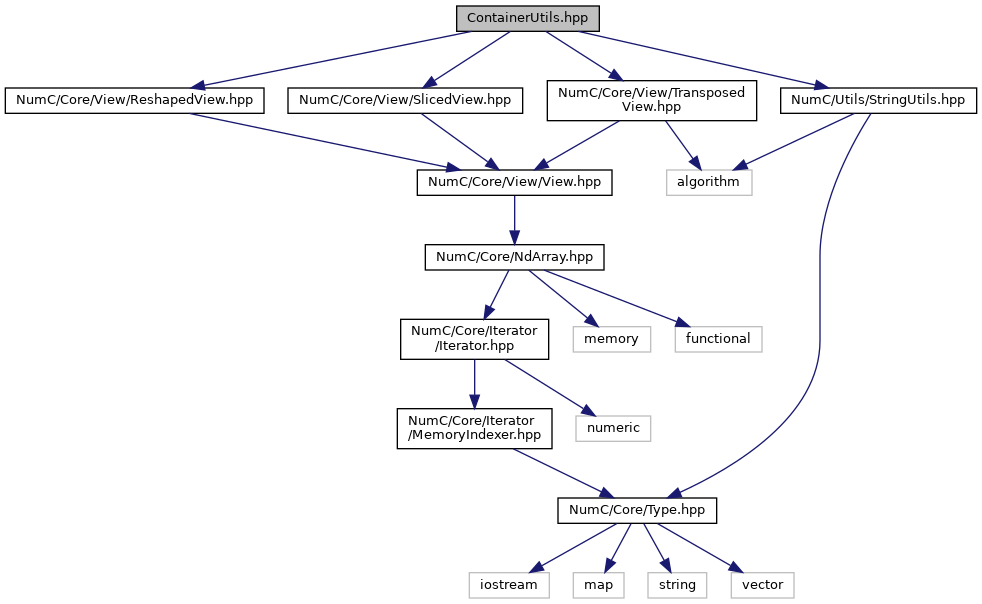 ContainerUtils.hpp
NumC/Core/View/ReshapedView.hpp
NumC/Core/View/SlicedView.hpp
NumC/Core/View/Transposed
View.hpp
NumC/Utils/StringUtils.hpp
NumC/Core/View/View.hpp
algorithm
NumC/Core/NdArray.hpp
NumC/Core/Iterator
/Iterator.hpp
memory
functional
NumC/Core/Iterator
/MemoryIndexer.hpp
numeric
NumC/Core/Type.hpp
iostream
map
string
vector